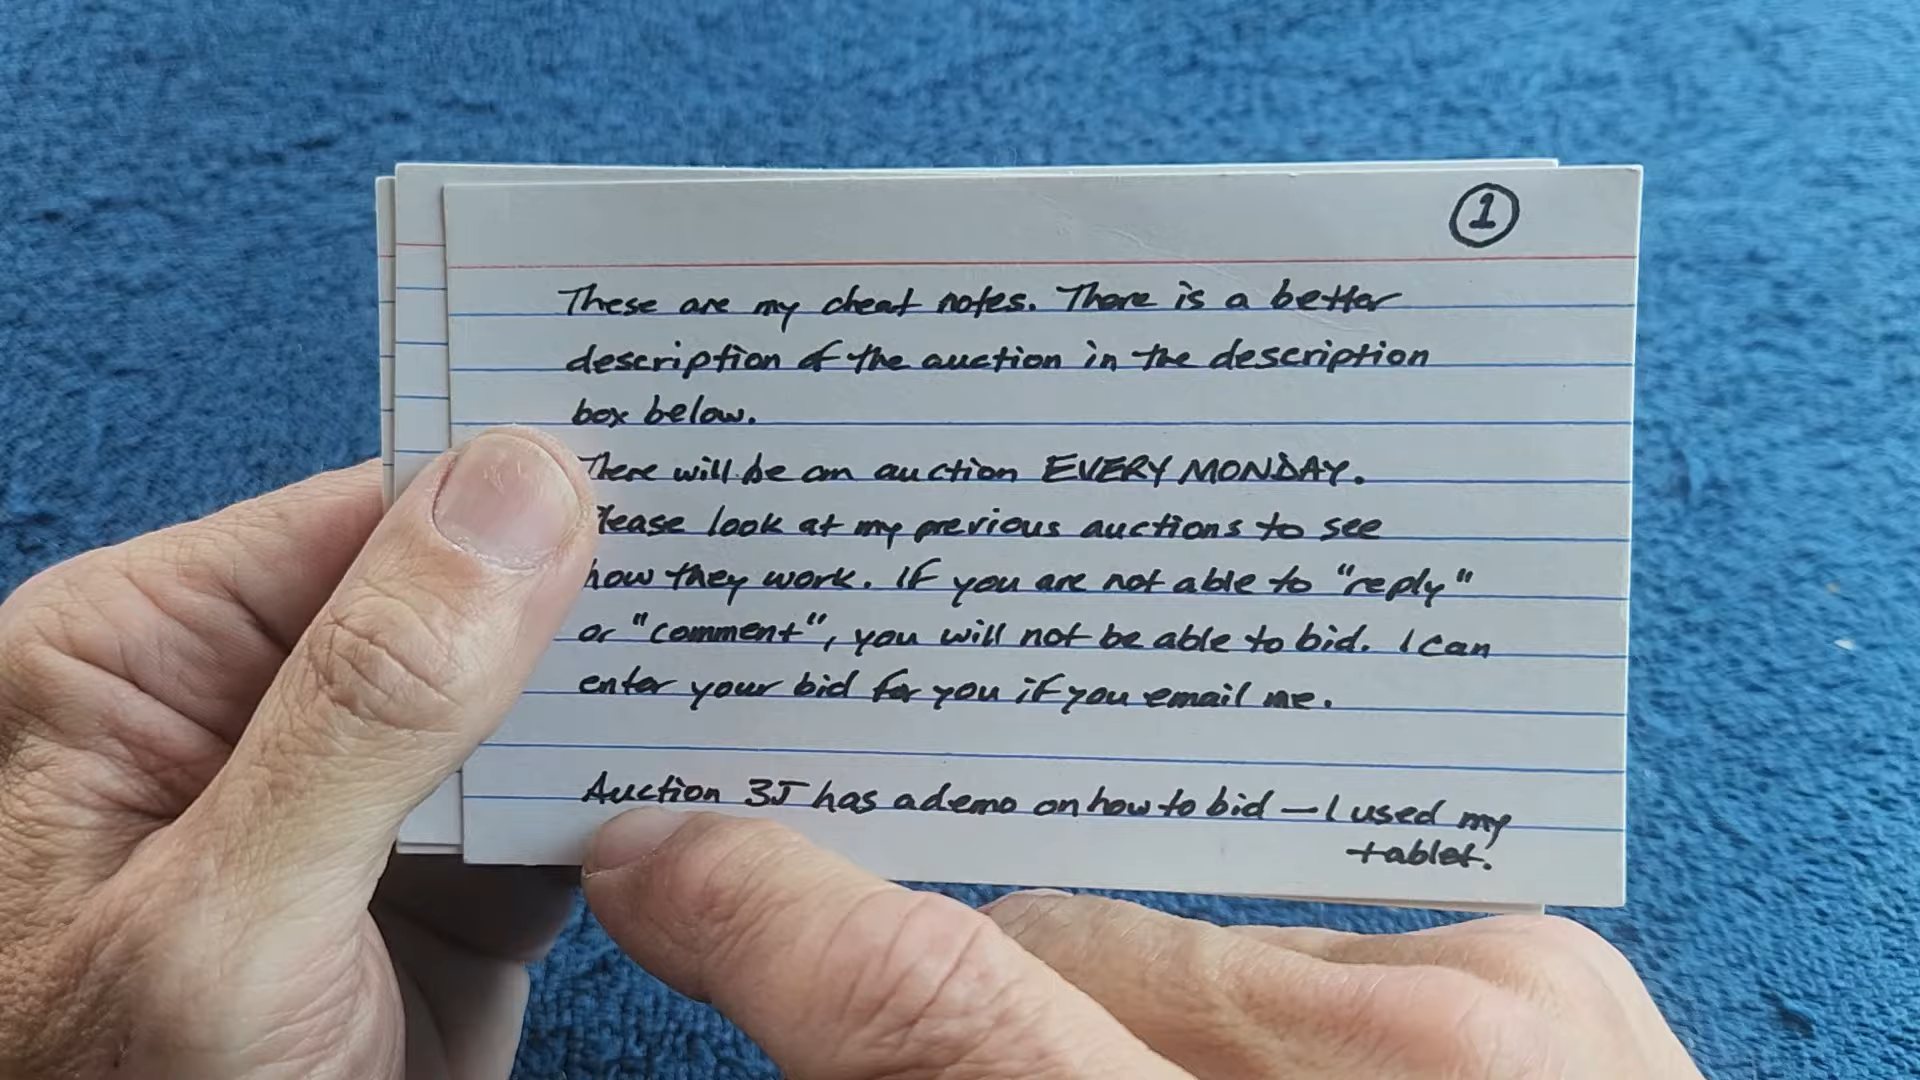 1
These are my cheat notes. There is a better
description of the auction in the description
box below.
There will be an auction EVERY MONDAY.
Please look at my previous auctions to see
how they work. If you are not able to "reply"
or "comment", you will not be able to bid. I can
enter your bid for you if you email me.
Auction 3J has a demo on how to bid — I used my
tablet.